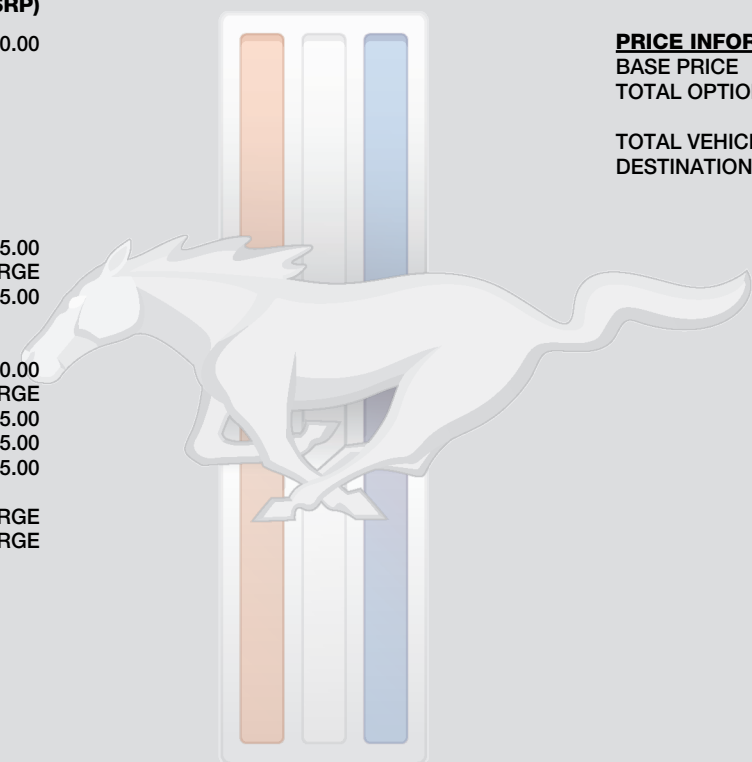 SRP)
0.00
5.00
RGE
5.00
0.00
RGE
5.00
5.00
5.00
RGE
RGE
PRICE INFOR
BASE PRICE
TOTAL OPTIO
TOTAL VEHICL
DESTINATION